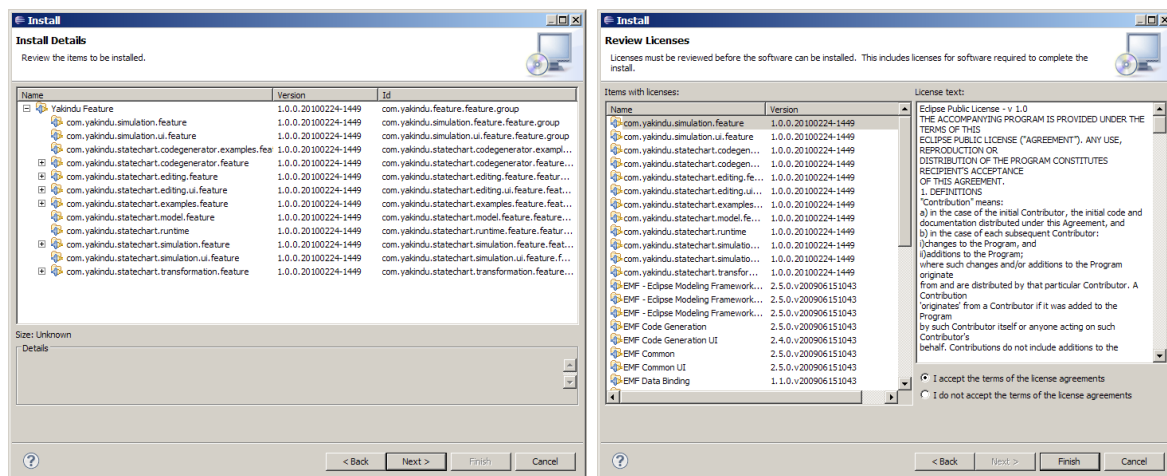 Install
Install Details
Review the items to be installed.
Name Version Id
Yakindu Feature 1.0.0.20100224-1449 com.yakindu.feature.feature.group
com.yakindu.simulation.feature 1.0.0.20100224-1449 com.yakindu.simulation.feature.feature.group
com.yakindu.simulation.ui.feature 1.0.0.20100224-1449 com.yakindu.simulation.ui.feature.feature.group
com.yakindu.statechart.codegenerator.examples.fea 1.0.0.20100224-1449 com.yakindu.statechart.codegenerator.exampl...
com.yakindu.statechart.codegenerator.feature 1.0.0.20100224-1449 com.yakindu.statechart.codegenerator.feature...
com.yakindu.statechart.editing.feature 1.0.0.20100224-1449 com.yakindu.statechart.editing.feature.featur...
com.yakindu.statechart.editing.ui.feature 1.0.0.20100224-1449 com.yakindu.statechart.editing.ui.feature.feat...
com.yakindu.statechart.examples.feature 1.0.0.20100224-1449 com.yakindu.statechart.examples.feature.feat...
com.yakindu.statechart.model.feature 1.0.0.20100224-1449 com.yakindu.statechart.model.feature.feature...
com.yakindu.statechart.runtime 1.0.0.20100224-1449 com.yakindu.statechart.runtime.feature.featur...
com.yakindu.statechart.simulation.feature 1.0.0.20100224-1449 com.yakindu.statechart.simulation.feature.feat...
com.yakindu.statechart.simulation.ui.feature 1.0.0.20100224-1449 com.yakindu.statechart.simulation.ui.feature.f...
com.yakindu.statechart.transformation.feature 1.0.0.20100224-1449 com.yakindu.statechart.transformation.feature...
Size: Unknown
Details
< Back Next > Finish Cancel
Install
Review Licenses
Licenses must be reviewed before the software can be installed. This includes licenses for software required to complete the
install.
Items with licenses:
Name Version
com.yakindu.simulation.feature 1.0.0.20100224-1449
com.yakindu.simulation.ui.feature 1.0.0.20100224-1449
com.yakindu.statechart.codegen... 1.0.0.20100224-1449
com.yakindu.statechart.codegen... 1.0.0.20100224-1449
com.yakindu.statechart.editing.fe... 1.0.0.20100224-1449
com.yakindu.statechart.editing.ui... 1.0.0.20100224-1449
com.yakindu.statechart.examples... 1.0.0.20100224-1449
com.yakindu.statechart.model.fe... 1.0.0.20100224-1449
com.yakindu.statechart.runtime 1.0.0.20100224-1449
com.yakindu.statechart.simulatio... 1.0.0.20100224-1449
com.yakindu.statechart.simulatio... 1.0.0.20100224-1449
com.yakindu.statechart.transfor... 1.0.0.20100224-1449
EMF - Eclipse Modeling Framework... 2.5.0.v200906151043
EMF - Eclipse Modeling Framework... 2.5.0.v200906151043
EMF - Eclipse Modeling Framework... 2.5.0.v200906151043
EMF Code Generation 2.5.0.v200906151043
EMF Code Generation UI 2.4.0.v200906151043
EMF Common 2.5.0.v200906151043
EMF Common UI 2.5.0.v200906151043
EMF Data Binding 1.1.0.v200906151043
License text:
Eclipse Public License - v 1.0
THE ACCOMPANYING PROGRAM IS PROVIDED UNDER THE
TERMS OF THIS
ECLIPSE PUBLIC LICENSE ("AGREEMENT"). ANY USE,
REPRODUCTION OR
DISTRIBUTION OF THE PROGRAM CONSTITUTES
RECIPIENT'S ACCEPTANCE
OF THIS AGREEMENT.
1. DEFINITIONS
"Contribution" means:
a) in the case of the initial Contributor, the initial code and
documentation distributed under this Agreement, and
b) in the case of each subsequent Contributor:
i)changes to the Program, and
ii)additions to the Program;
where such changes and/or additions to the Program
originate
from and are distributed by that particular Contributor. A
Contribution
'originates' from a Contributor if it was added to the
Program
by such Contributor itself or anyone acting on such
Contributor's
behalf. Contributions do not include additions to the
I accept the terms of the license agreements
I do not accept the terms of the license agreements
< Back Next > Finish Cancel